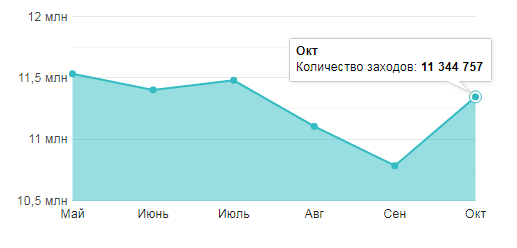 12 млн
Окт
Количество заходов: 11 344 757
11,5 млн
11 млн
10,5 млн
Май Июнь Июль Авг Сен Окт